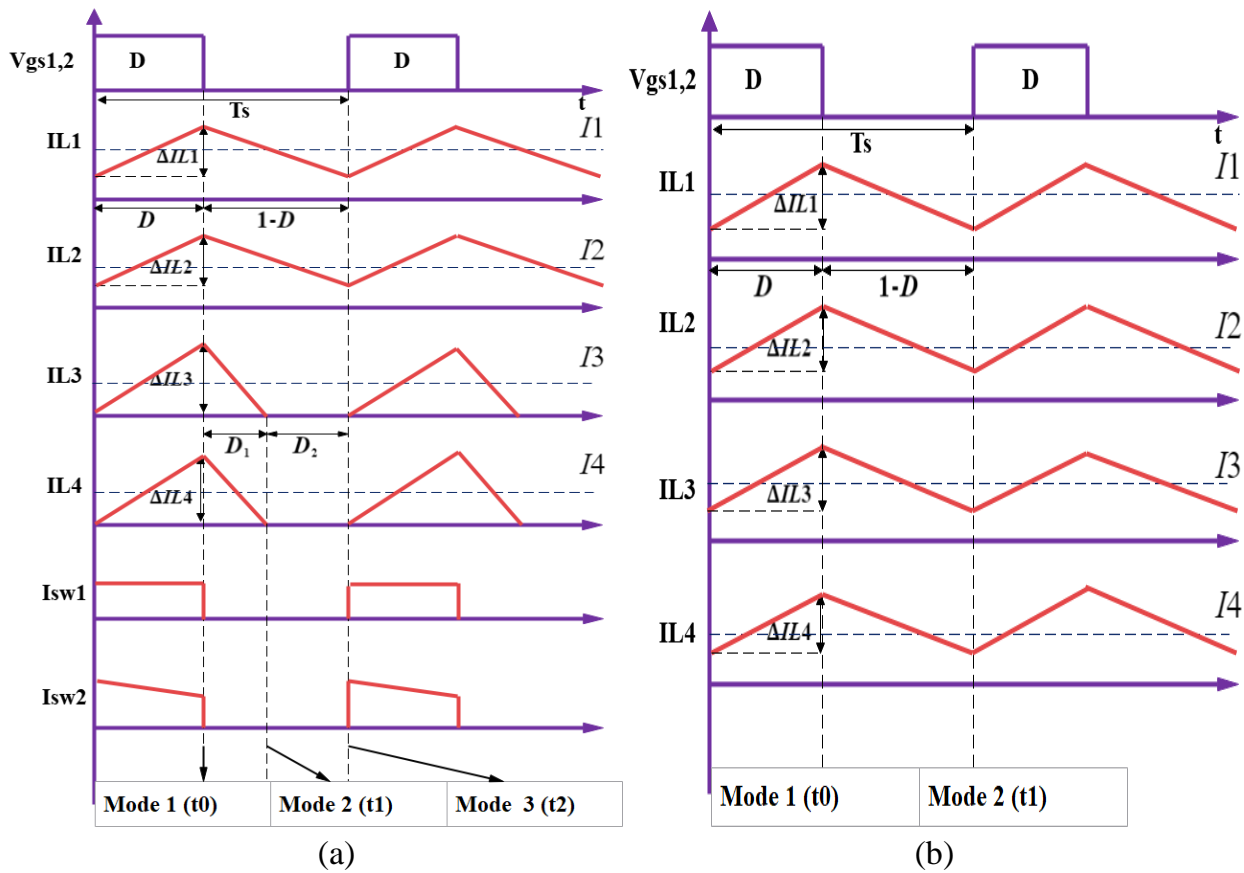 Vgs1,2
D
D
Ts
t
IL1
ΔIL1
I1
D
1-D
IL2
ΔIL2
I2
IL3
ΔIL3
I3
D1
D2
IL4
ΔIL4
I4
Isw1
Isw2
Mode 1 (t0)
Mode 2 (t1)
Mode 3 (t2)
(a)
Vgs1,2
D
D
Ts
t
IL1
ΔIL1
I1
D
1-D
IL2
ΔIL2
I2
IL3
ΔIL3
I3
IL4
ΔIL4
I4
Mode 1 (t0)
Mode 2 (t1)
(b)